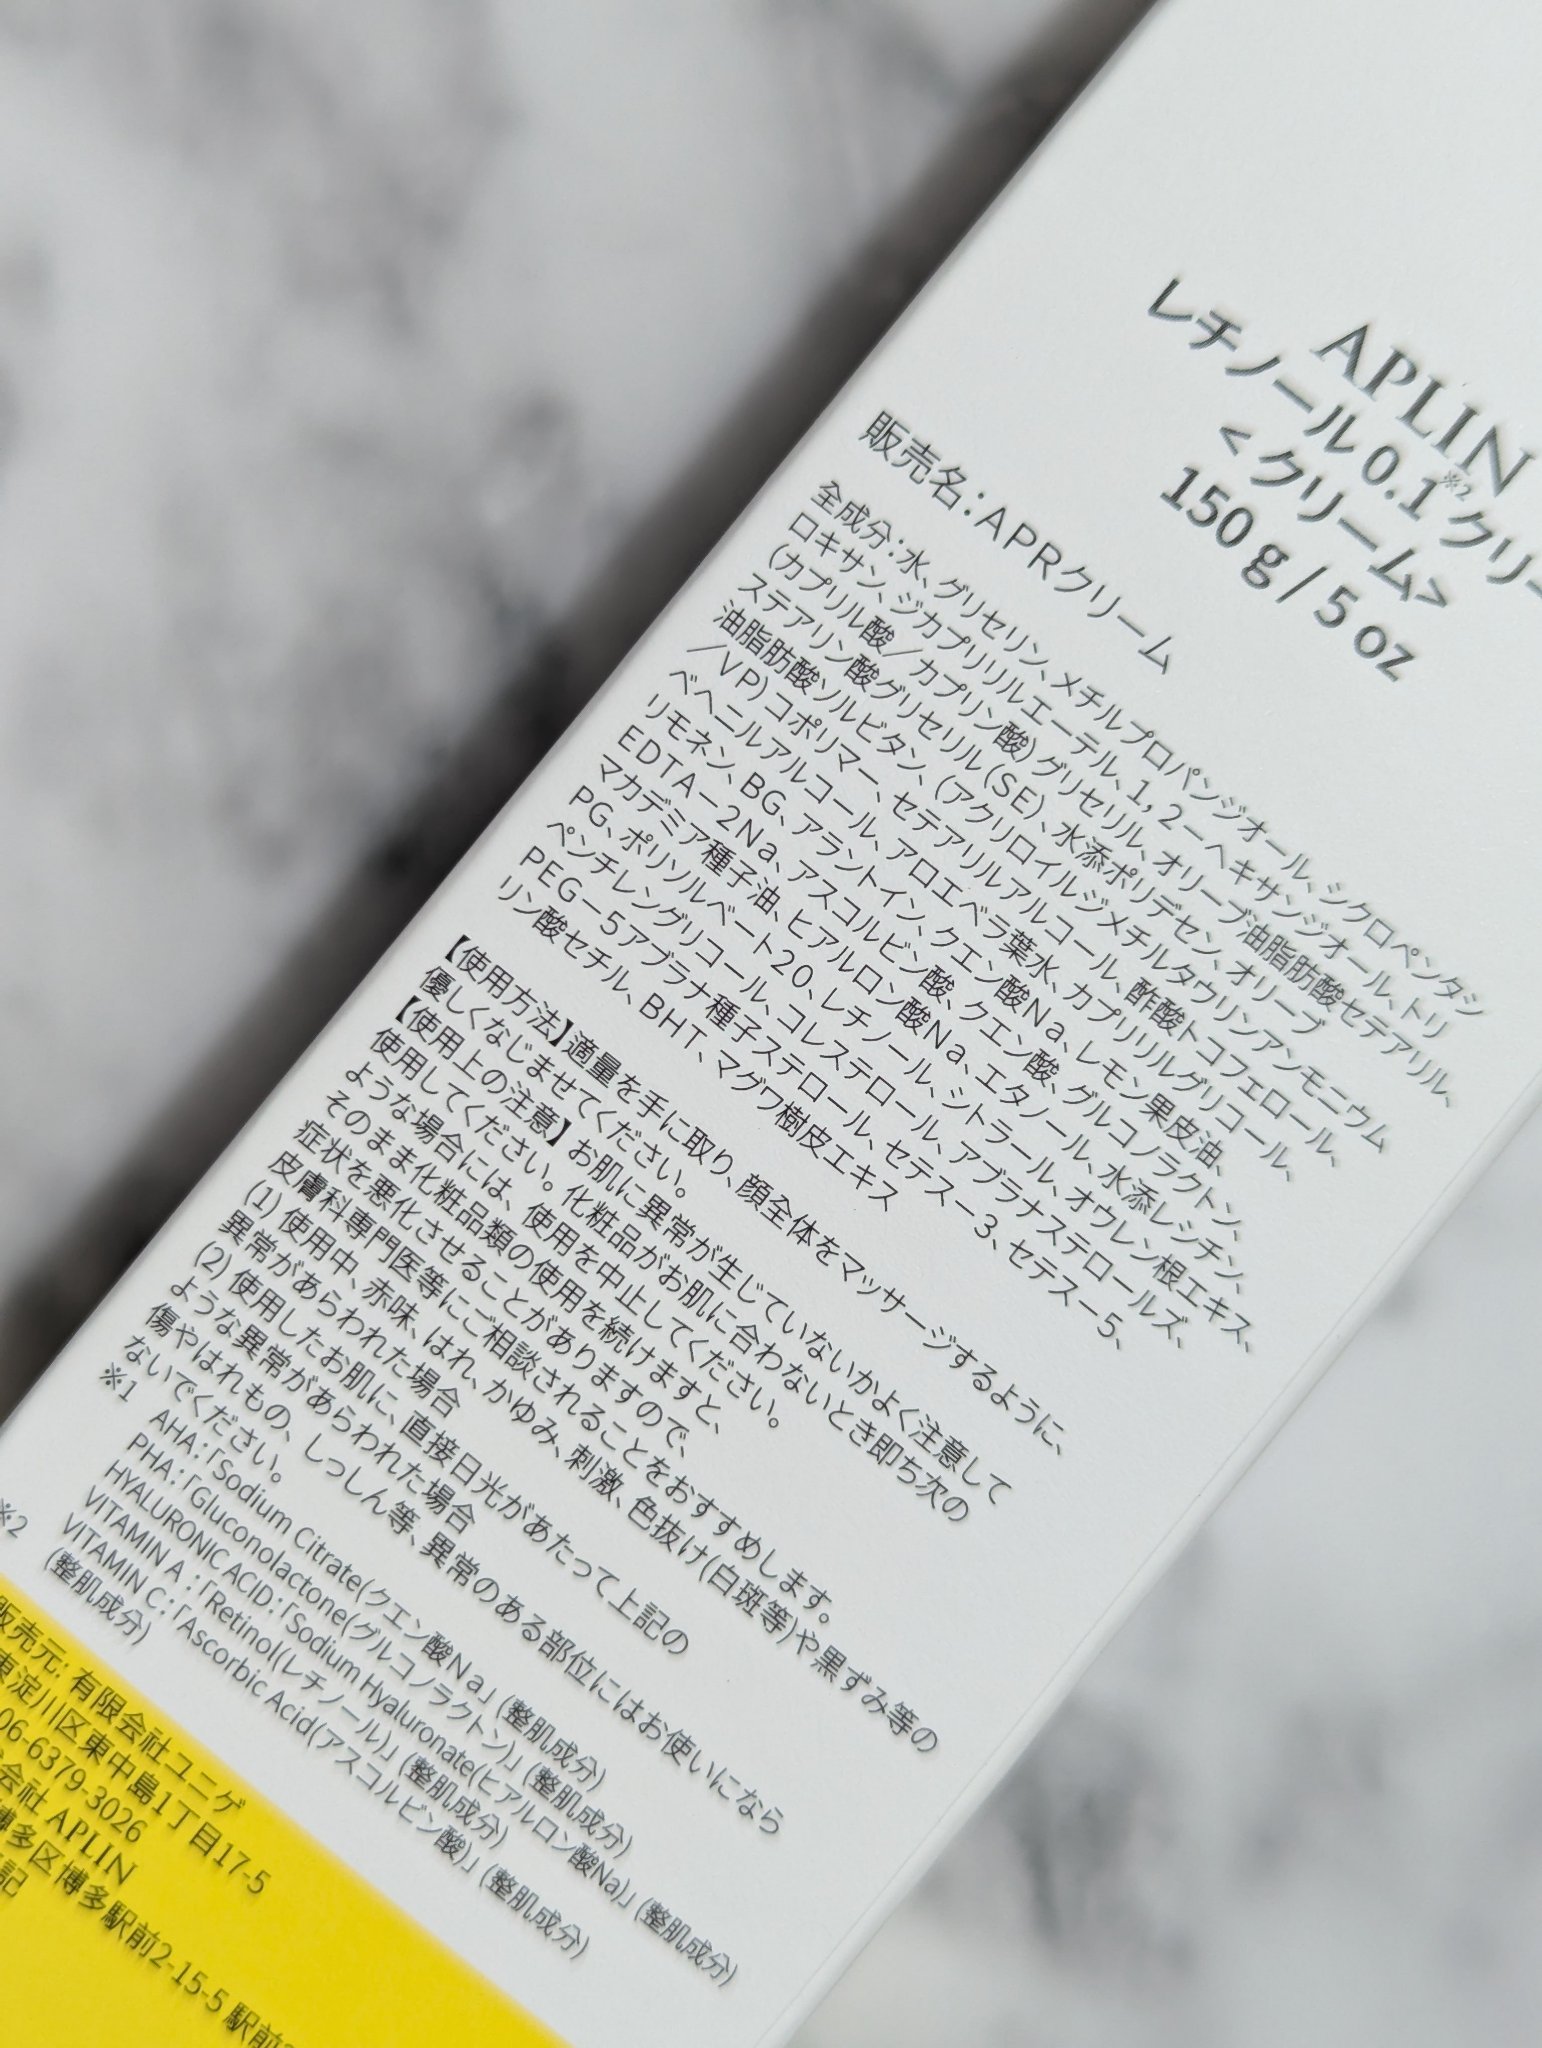 APLIN
レチノール 0.1※2 クリー
< クリーム>
150 g / 5 oz
販売名：ＡＰＲクリーム
全成分：水、グリセリン、メチルプロパンジオール、シクロペンタシ
ロキサン、ジカプリリルエーテル、１，２－ヘキサンジオール、トリ
（カプリル酸／カプリン酸）グリセリル、オリーブ油脂肪酸セテアリル、
ステアリン酸グリセリル（ＳＥ）、水添ポリデセン、オリーブ
油脂肪酸ソルビタン、（アクリロイルジメチルタウリンアンモニウム
／ＶＰ）コポリマー、セテアリルアルコール、酢酸トコフェロール、
ベヘニルアルコール、アロエベラ葉水、カプリリルグリコール、
リモネン、ＢＧ、アラントイン、クエン酸Ｎａ、レモン果皮油、
ＥＤＴＡ－２Ｎａ、アスコルビン酸、クエン酸、グルコノラクトン、
マカデミア種子油、ヒアルロン酸Ｎａ、エタノール、水添レシチン、
ＰＧ、ポリソルベート２０、レチノール、シトラール、オウレン根エキス、
ペンチレングリコール、コレステロール、アブラナステロールズ、
ＰＥＧ－５アブラナ種子ステロール、セテス－３、セテス－５、
リン酸セチル、ＢＨＴ、マグワ樹皮エキス
【使用方法】適量を手に取り、顔全体をマッサージするように、
優しくなじませてください。
【使用上の注意】お肌に異常が生じていないかよく注意して
使用してください。化粧品がお肌に合わないとき即ち次の
ような場合には、使用を中止してください。
そのまま化粧品類の使用を続けますと、
症状を悪化させることがありますので、
皮膚科専門医等にご相談されることをおすすめします。
(1) 使用中、赤味、はれ、かゆみ、刺激、色抜け(白斑等)や黒ずみ等の
異常があらわれた場合
(2) 使用したお肌に、直接日光があたって上記の
ような異常があらわれた場合
傷やはれもの、しっしん等、異常のある部位にはお使いになら
ないでください。
※1
AHA：「Sodium Citrate(クエン酸Ｎａ」(整肌成分)
PHA：「Gluconolactone(グルコノラクトン)」(整肌成分)
HYALURONIC ACID：「Sodium Hyaluronate(ヒアルロン酸Na)」(整肌成分)
VITAMIN A ：「Retinol(レチノール)」(整肌成分)
VITAMIN C：「Ascorbic Acid(アスコルビン酸)」(整肌成分)
※2
(整肌成分)
販売元: 有限会社ユニゲ
東淀川区東中島1丁目17-5
06-6379-3026
会社 APLIN
博多区博多駅前2-15-5 駅前
記